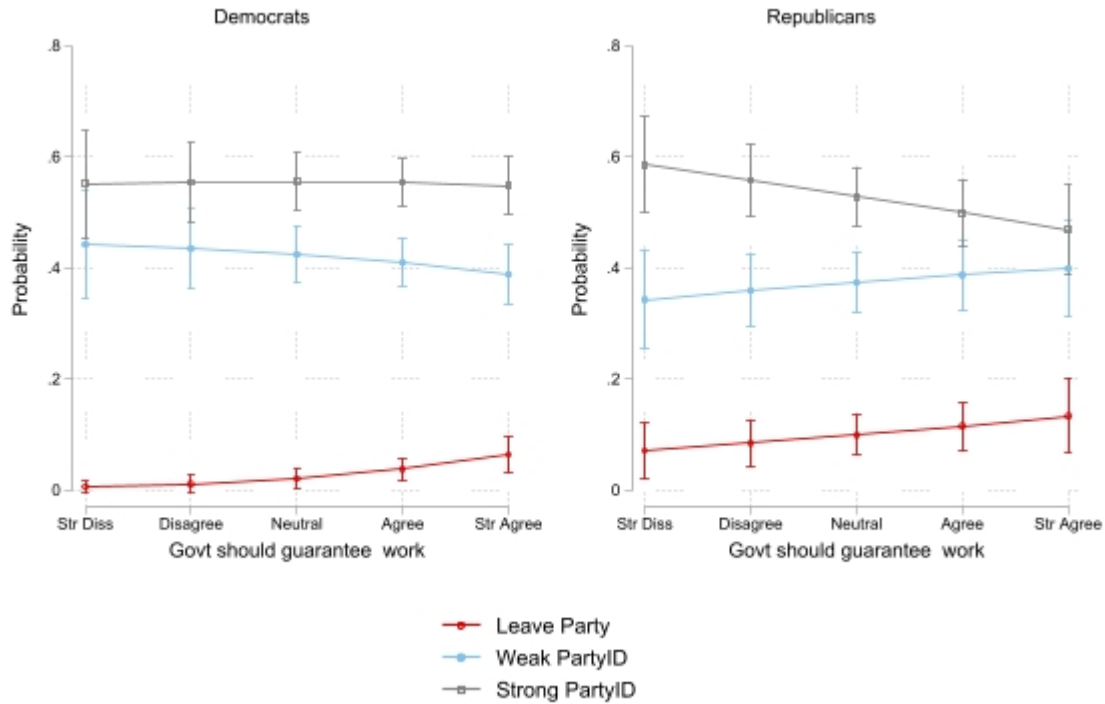 Democrats
Republicans
.8
.6
.4
.2
0
Probability
Str Diss
Disagree
Neutral
Agree
Str Agree
Govt should guarantee work
.8
.6
.4
.2
0
Probability
Str Diss
Disagree
Neutral
Agree
Str Agree
Govt should guarantee work
Leave Party
Weak PartyID
Strong PartyID